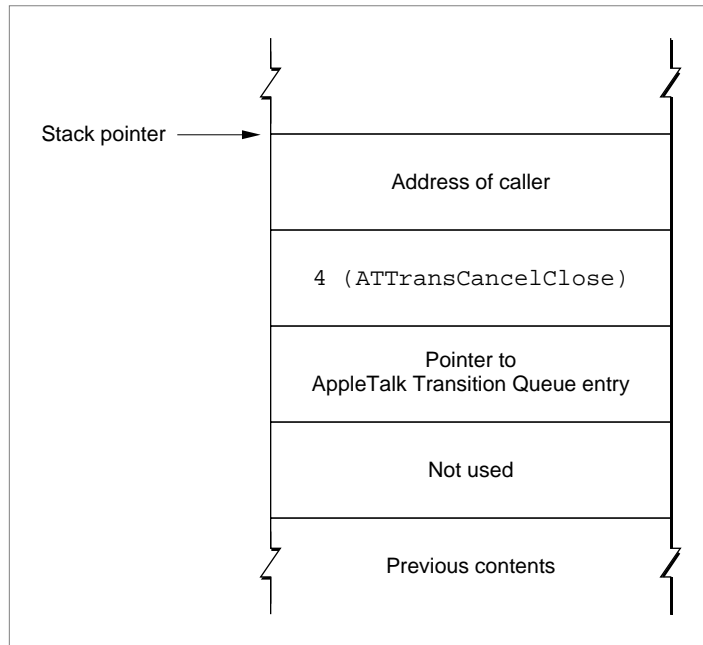 Stack pointer
Address of caller
4 (ATTransCancelClose)
Pointer to
AppleTalk Transition Queue entry
Not used
Previous contents